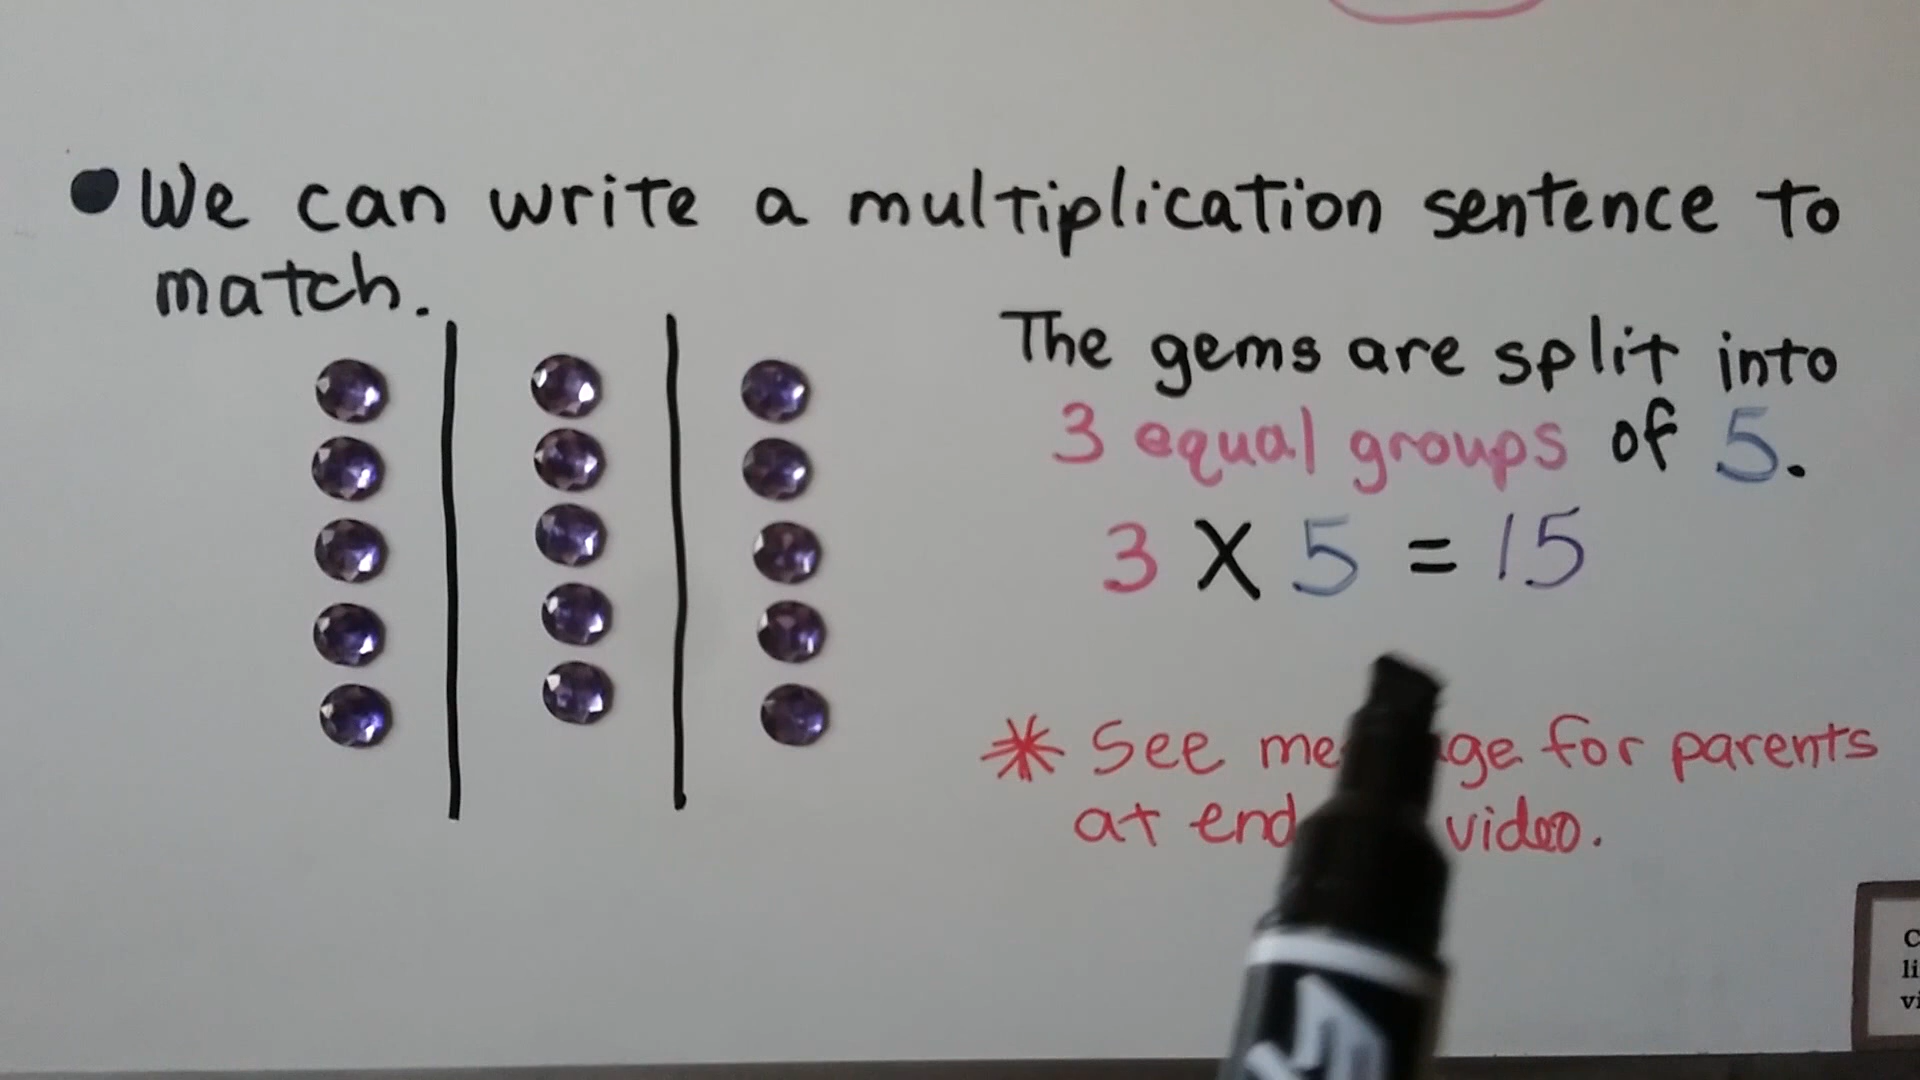 We can write a multiplication sentence to
match.
The gems are split into
3 equal groups of 5.
3 X 5 = 15
* See for parents
at end video.